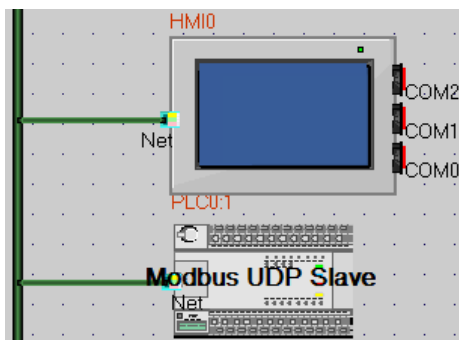 HMI0
COM2
Net
COM1
COM0
PLC0:1
Modbus UDP Slave
Net